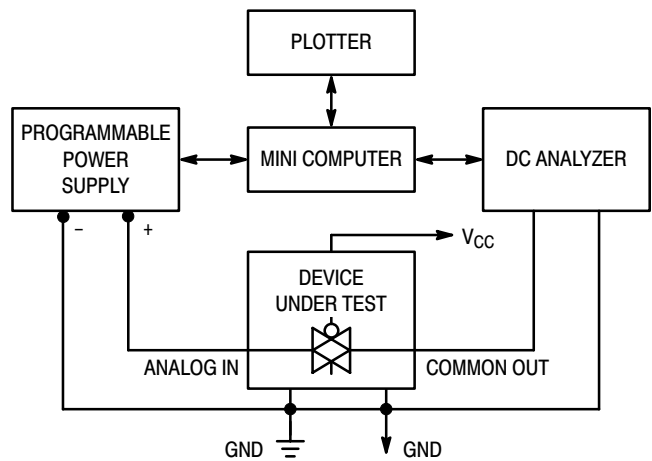 PLOTTER
PROGRAMMABLE
POWER
SUPPLY
MINI COMPUTER
DC ANALYZER
– +
VCC
DEVICE
UNDER TEST
ANALOG IN
COMMON OUT
GND
GND